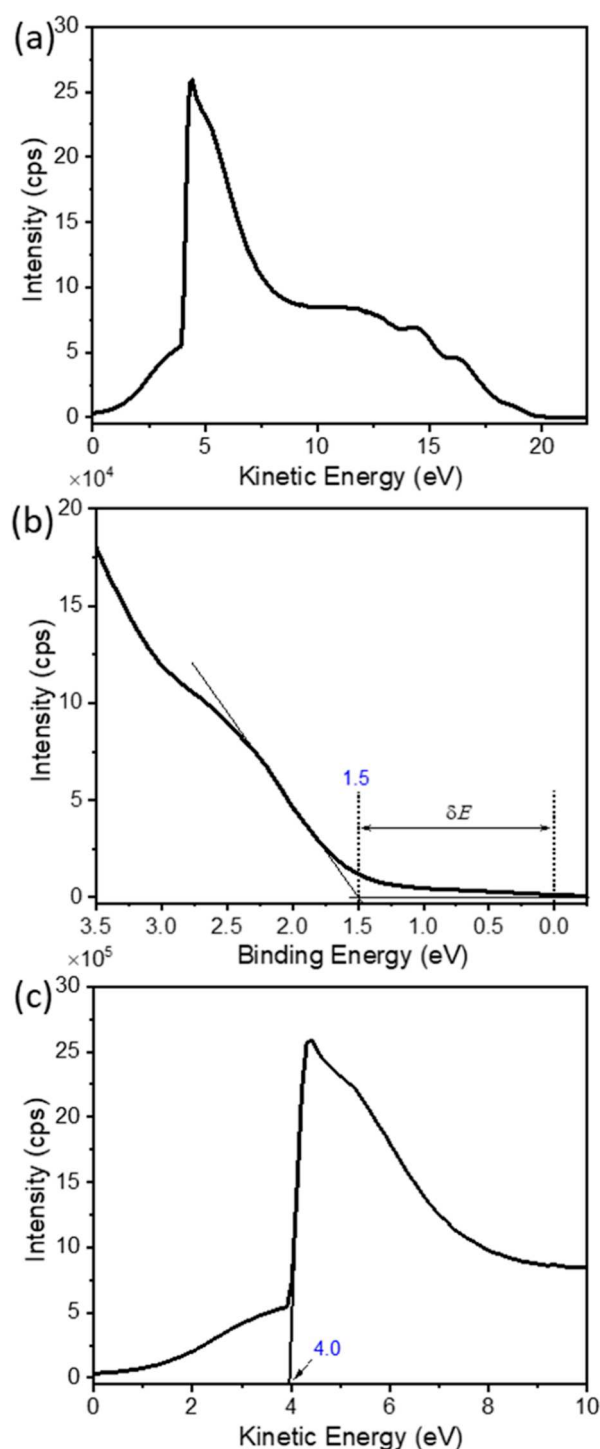 (a)
Intensity (cps)
30
25
20
15
10
5
0
0 5 10 15 20
×10⁴
Kinetic Energy (eV)
(b)
Intensity (cps)
20
15
10
5
0
1.5
δE
3.5 3.0 2.5 2.0 1.5 1.0 0.5 0.0
×10⁵
Binding Energy (eV)
(c)
Intensity (cps)
30
25
20
15
10
5
0
4.0
0 2 4 6 8 10
Kinetic Energy (eV)